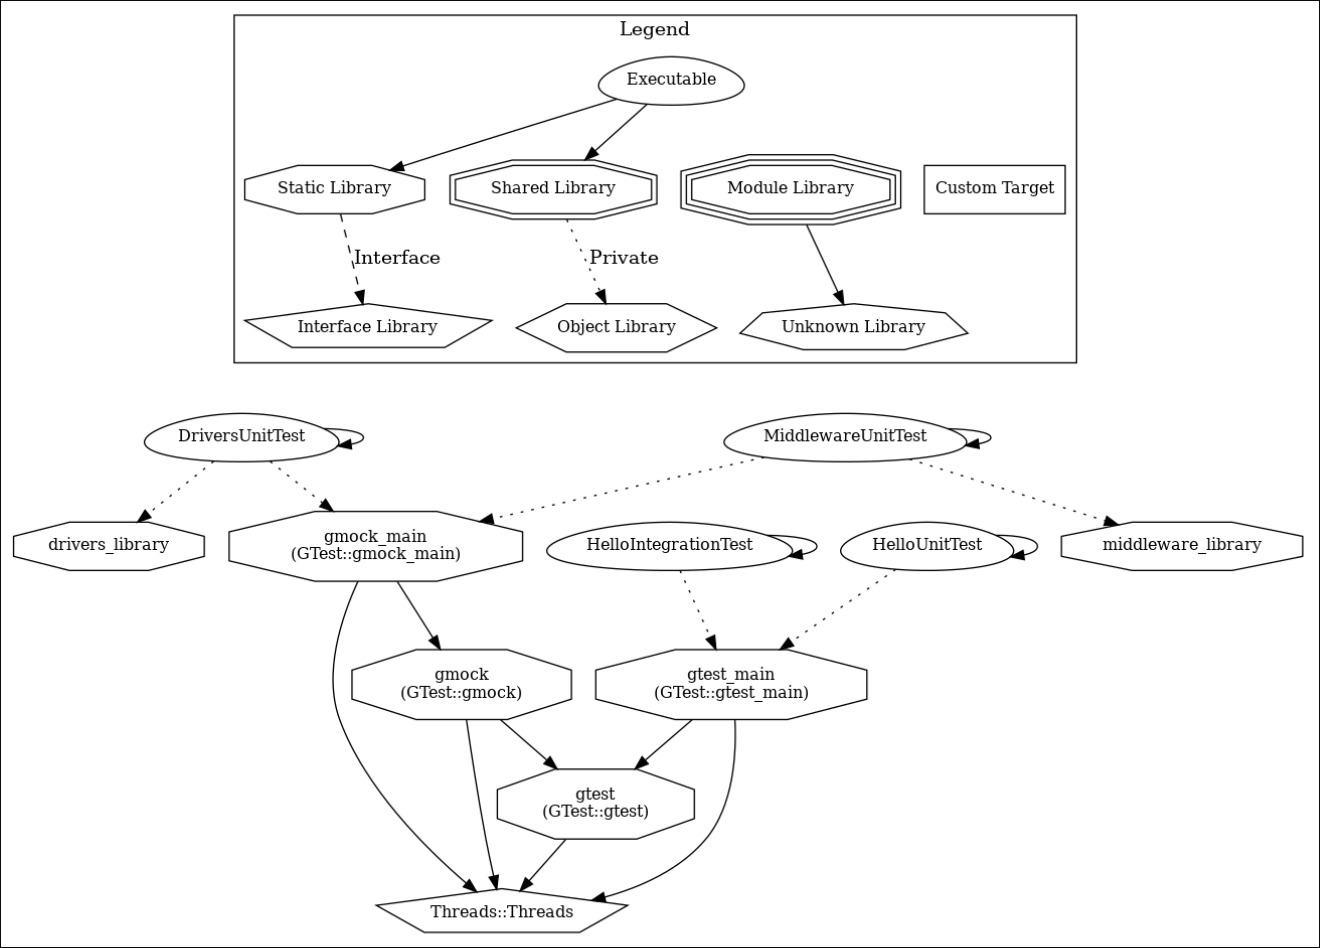 Legend
Executable
Static Library
Shared Library
Module Library
Custom Target
Interface
Private
Interface Library
Object Library
Unknown Library
DriversUnitTest
MiddlewareUnitTest
drivers_library
gmock_main
(GTest::gmock_main)
HelloIntegrationTest
HelloUnitTest
middleware_library
gmock
(GTest::gmock)
gtest_main
(GTest::gtest_main)
gtest
(GTest::gtest)
Threads::Threads